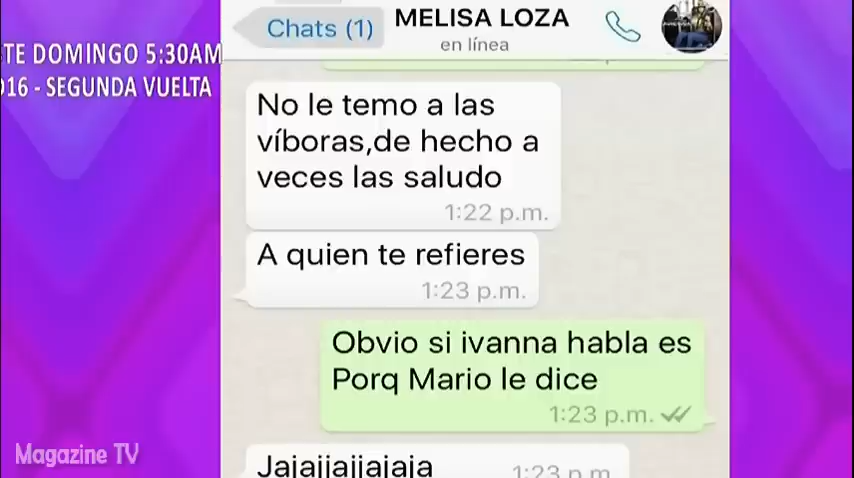 TE DOMINGO 5:30AM
016 - SEGUNDA VUELTA
Chats (1)
MELISA LOZA
en línea
No le temo a las
víboras,de hecho a
veces las saludo
1:22 p.m.
A quien te refieres
1:23 p.m.
Obvio si ivanna habla es
Porq Mario le dice
1:23 p.m.
Jajajjajjajaja
1:23 p.m.
Magazine TV